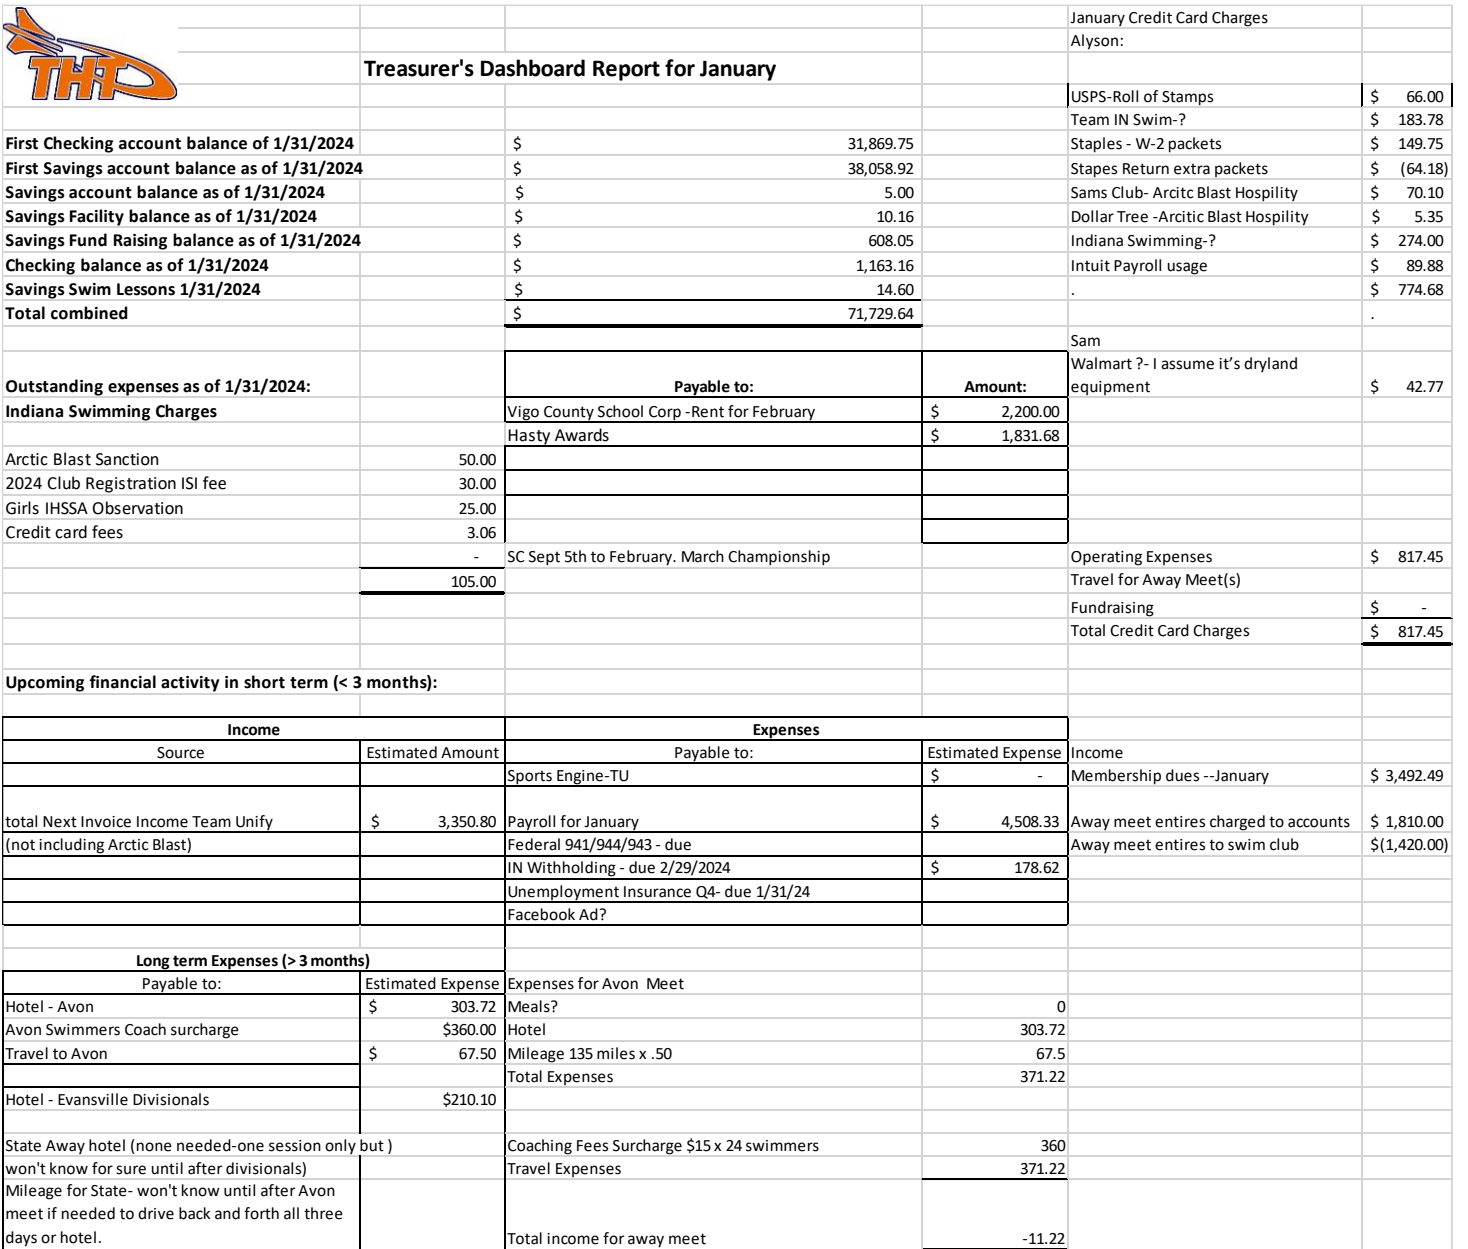 January Credit Card Charges
Alyson:
THT
Treasurer's Dashboard Report for January
USPS-Roll of Stamps $ 66.00
Team IN Swim-? $ 183.78
First Checking account balance of 1/31/2024 $ 31,869.75 Staples - W-2 packets $ 149.75
First Savings account balance as of 1/31/2024 $ 38,058.92 Stapes Return extra packets $ (64.18)
Savings account balance as of 1/31/2024 $ 5.00 Sams Club- Arcitc Blast Hospility $ 70.10
Savings Facility balance as of 1/31/2024 $ 10.16 Dollar Tree -Arcitic Blast Hospility $ 5.35
Savings Fund Raising balance as of 1/31/2024 $ 608.05 Indiana Swimming-? $ 274.00
Checking balance as of 1/31/2024 $ 1,163.16 Intuit Payroll usage $ 89.88
Savings Swim Lessons 1/31/2024 $ 14.60 . $ 774.68
Total combined $ 71,729.64 .
Sam
Walmart ?- I assume it's dryland
Outstanding expenses as of 1/31/2024: Payable to: Amount: equipment $ 42.77
Indiana Swimming Charges Vigo County School Corp -Rent for February $ 2,200.00
Hasty Awards $ 1,831.68
Arctic Blast Sanction 50.00
2024 Club Registration ISI fee 30.00
Girls IHSSA Observation 25.00
Credit card fees 3.06
- SC Sept 5th to February. March Championship Operating Expenses $ 817.45
105.00 Travel for Away Meet(s)
Fundraising $ -
Total Credit Card Charges $ 817.45
Upcoming financial activity in short term (< 3 months):
Income Expenses
Source Estimated Amount Payable to: Estimated Expense Income
Sports Engine-TU $ - Membership dues --January $ 3,492.49
total Next Invoice Income Team Unify $ 3,350.80 Payroll for January $ 4,508.33 Away meet entires charged to accounts $ 1,810.00
(not including Arctic Blast) Federal 941/944/943 - due Away meet entires to swim club $(1,420.00)
IN Withholding - due 2/29/2024 $ 178.62
Unemployment Insurance Q4- due 1/31/24
Facebook Ad?
Long term Expenses (> 3 months)
Payable to: Estimated Expense Expenses for Avon Meet
Hotel - Avon $ 303.72 Meals? 0
Avon Swimmers Coach surcharge $360.00 Hotel 303.72
Travel to Avon $ 67.50 Mileage 135 miles x .50 67.5
Total Expenses 371.22
Hotel - Evansville Divisionals $210.10
State Away hotel (none needed-one session only but ) Coaching Fees Surcharge $15 x 24 swimmers 360
won't know for sure until after divisionals) Travel Expenses 371.22
Mileage for State- won't know until after Avon
meet if needed to drive back and forth all three
days or hotel. Total income for away meet -11.22